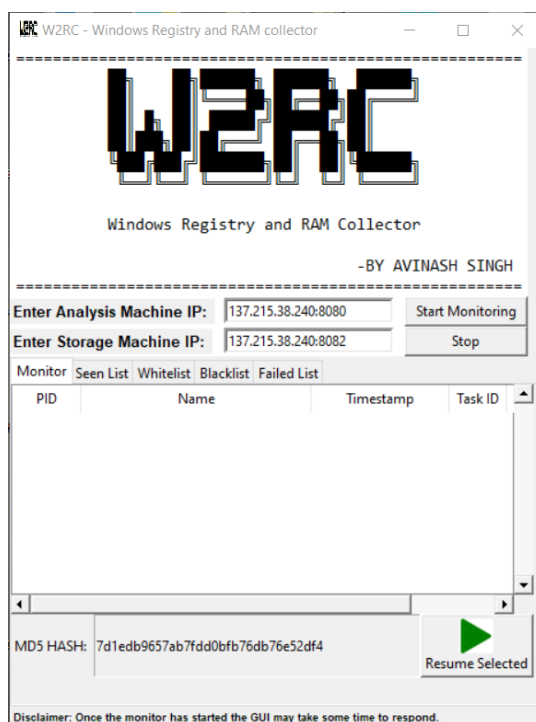 W2RC - Windows Registry and RAM collector
W2RC
Windows Registry and RAM Collector
-BY AVINASH SINGH
Enter Analysis Machine IP: 137.215.38.240:8080 Start Monitoring
Enter Storage Machine IP: 137.215.38.240:8082 Stop
Monitor Seen List Whitelist Blacklist Failed List
PID Name Timestamp Task ID
MD5 HASH: 7d1edb9657ab7fdd0bfb76db76e52df4
Resume Selected
Disclaimer: Once the monitor has started the GUI may take some time to respond.